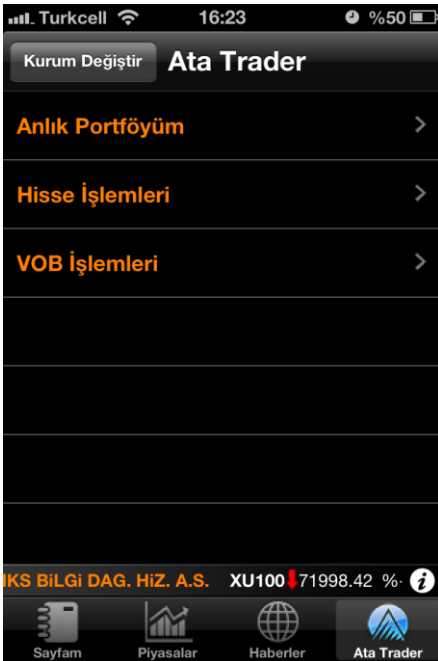 Turkcell 16:23 %50
Kurum Değiştir Ata Trader
Anlık Portföyüm
Hisse İşlemleri
VOB İşlemleri
IKS BiLGi DAG. HiZ. A.S. XU100 71998.42 %-
Sayfam Piyasalar Haberler Ata Trader